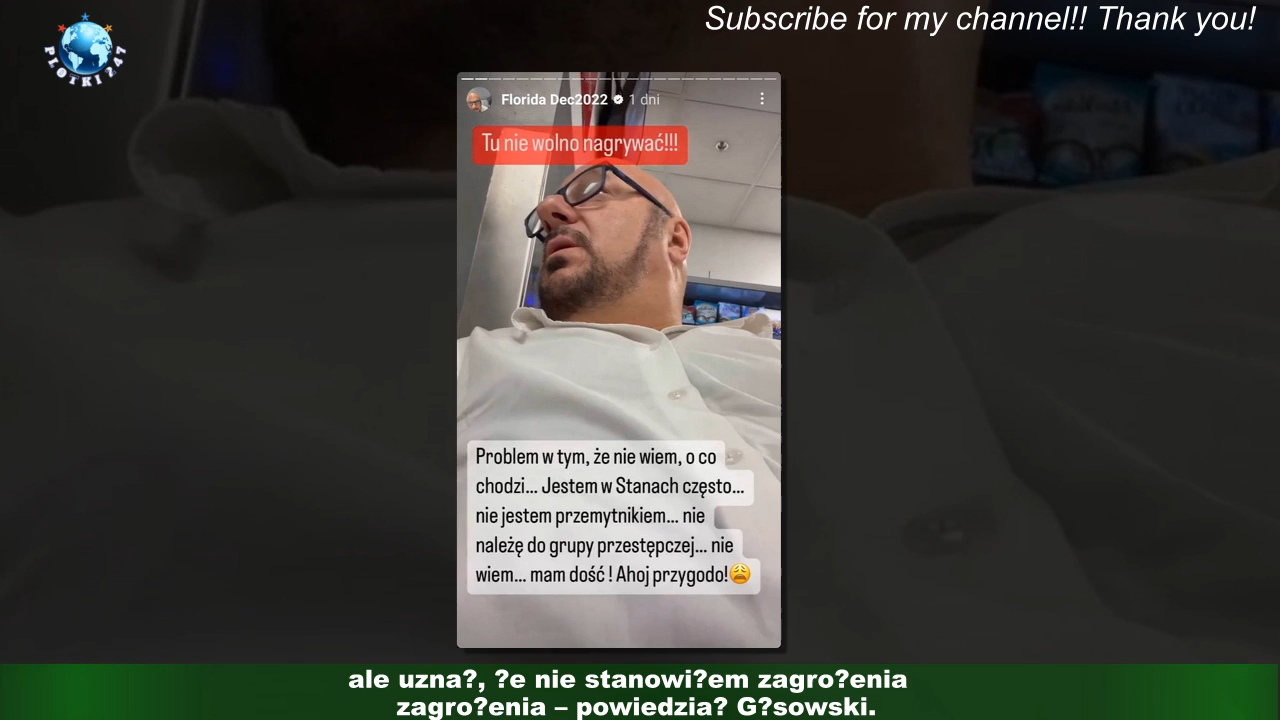 Subscribe for my channel!! Thank you!
PLOTKI 247
Florida Dec2022 1 dni
Tu nie wolno nagrywać!!!
Problem w tym, że nie wiem, o co
chodzi... Jestem w Stanach często...
nie jestem przemytnikiem... nie
należę do grupy przestępczej... nie
wiem... mam dość ! Ahoj przygodo!😩
ale uzna?, ?e nie stanowi?em zagro?enia
zagro?enia – powiedzia? G?sowski.